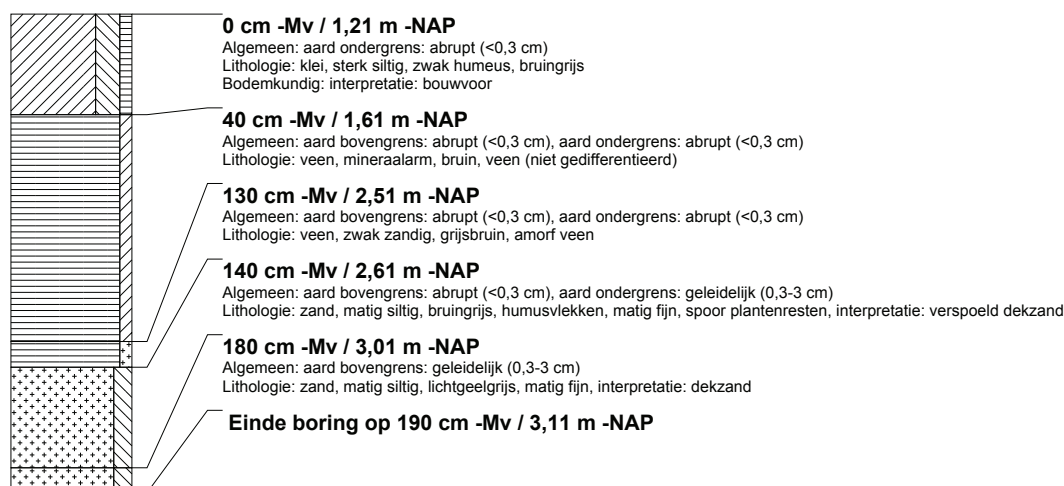 0 cm -Mv / 1,21 m -NAP
Algemeen: aard ondergrens: abrupt (<0,3 cm)
Lithologie: klei, sterk siltig, zwak humeus, bruingrijs
Bodemkundig: interpretatie: bouwvoor
40 cm -Mv / 1,61 m -NAP
Algemeen: aard bovengrens: abrupt (<0,3 cm), aard ondergrens: abrupt (<0,3 cm)
Lithologie: veen, mineraalarm, bruin, veen (niet gedifferentieerd)
130 cm -Mv / 2,51 m -NAP
Algemeen: aard bovengrens: abrupt (<0,3 cm), aard ondergrens: abrupt (<0,3 cm)
Lithologie: veen, zwak zandig, grijsbruin, amorf veen
140 cm -Mv / 2,61 m -NAP
Algemeen: aard bovengrens: abrupt (<0,3 cm), aard ondergrens: geleidelijk (0,3-3 cm)
Lithologie: zand, matig siltig, bruingrijs, humusvlekken, matig fijn, spoor plantenresten, interpretatie: verspoeld dekzand
180 cm -Mv / 3,01 m -NAP
Algemeen: aard bovengrens: geleidelijk (0,3-3 cm)
Lithologie: zand, matig siltig, lichtgeelgrijs, matig fijn, interpretatie: dekzand
Einde boring op 190 cm -Mv / 3,11 m -NAP